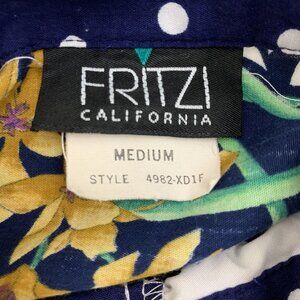 FRITZI
CALIFORNIA
MEDIUM
STYLE 4982-XD1F